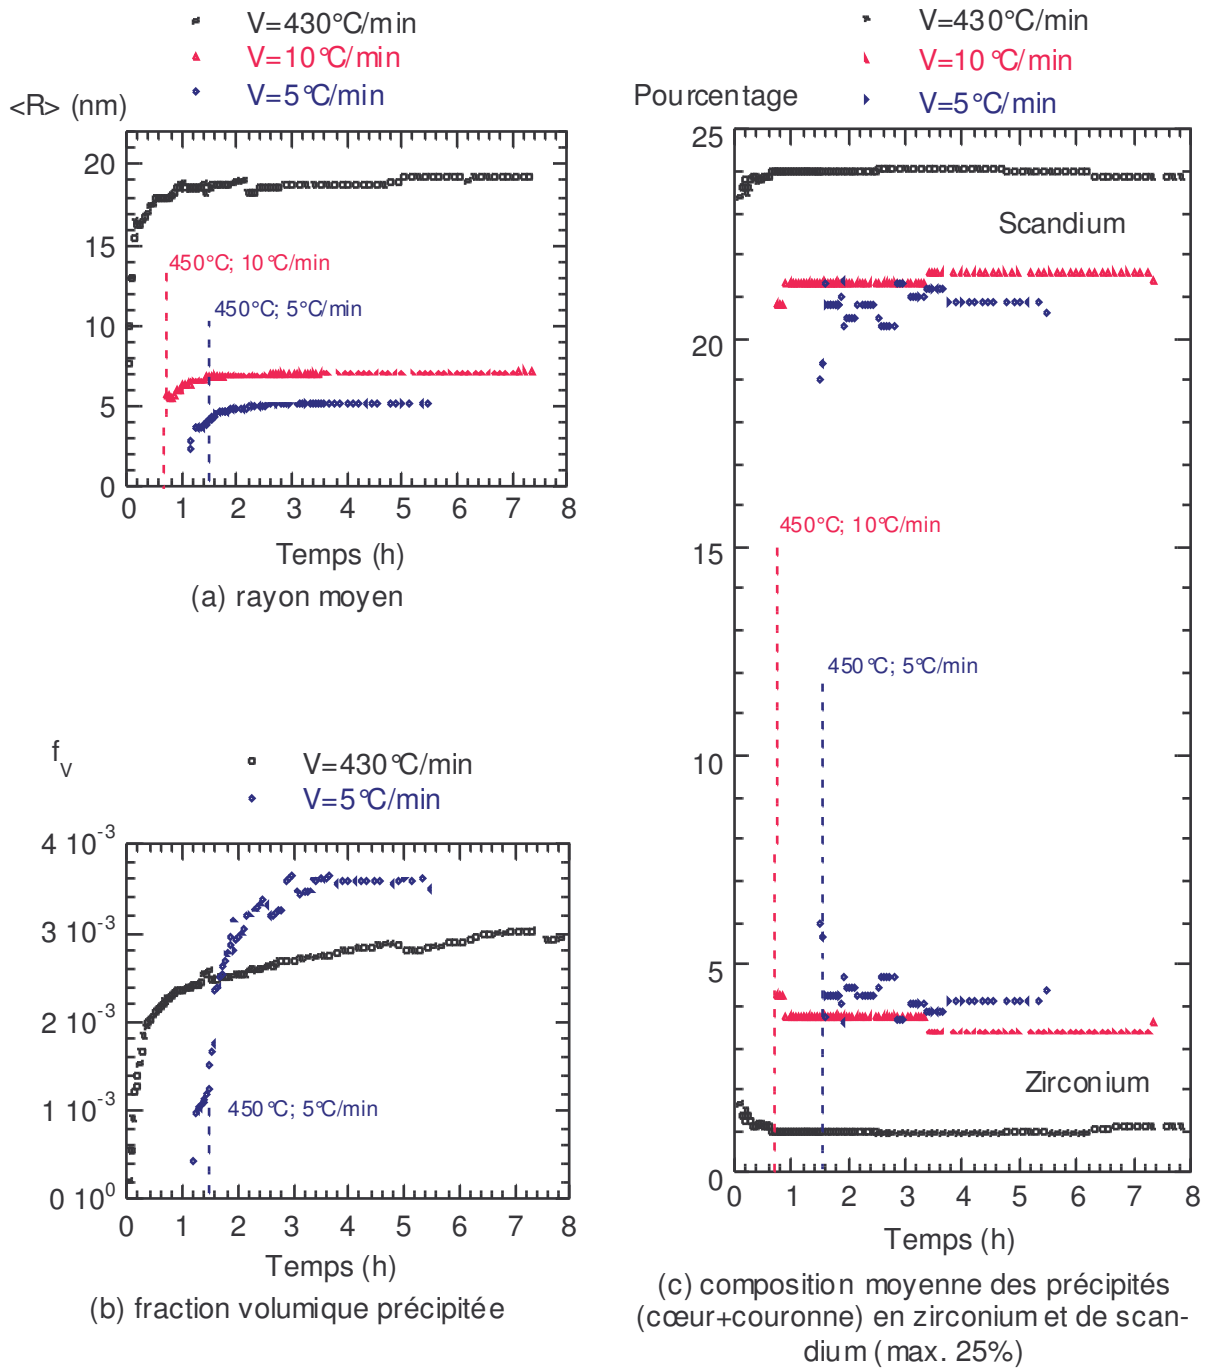 V=430°C/min
V=10°C/min
V=5°C/min
<R> (nm)
20
15
10
5
0
450°C; 10°C/min
450°C; 5°C/min
0 1 2 3 4 5 6 7 8
Temps (h)
(a) rayon moyen
f_V
V=430°C/min
V=5°C/min
4 10⁻³
3 10⁻³
2 10⁻³
1 10⁻³
0 10⁰
450°C; 5°C/min
0 1 2 3 4 5 6 7 8
Temps (h)
(b) fraction volumique précipitée
V=430°C/min
V=10°C/min
V=5°C/min
Pourcentage
25
20
15
10
5
0
Scandium
450°C; 10°C/min
450°C; 5°C/min
Zirconium
0 1 2 3 4 5 6 7 8
Temps (h)
(c) composition moyenne des précipités
(cœur+couronne) en zirconium et de scan-
dium (max. 25%)